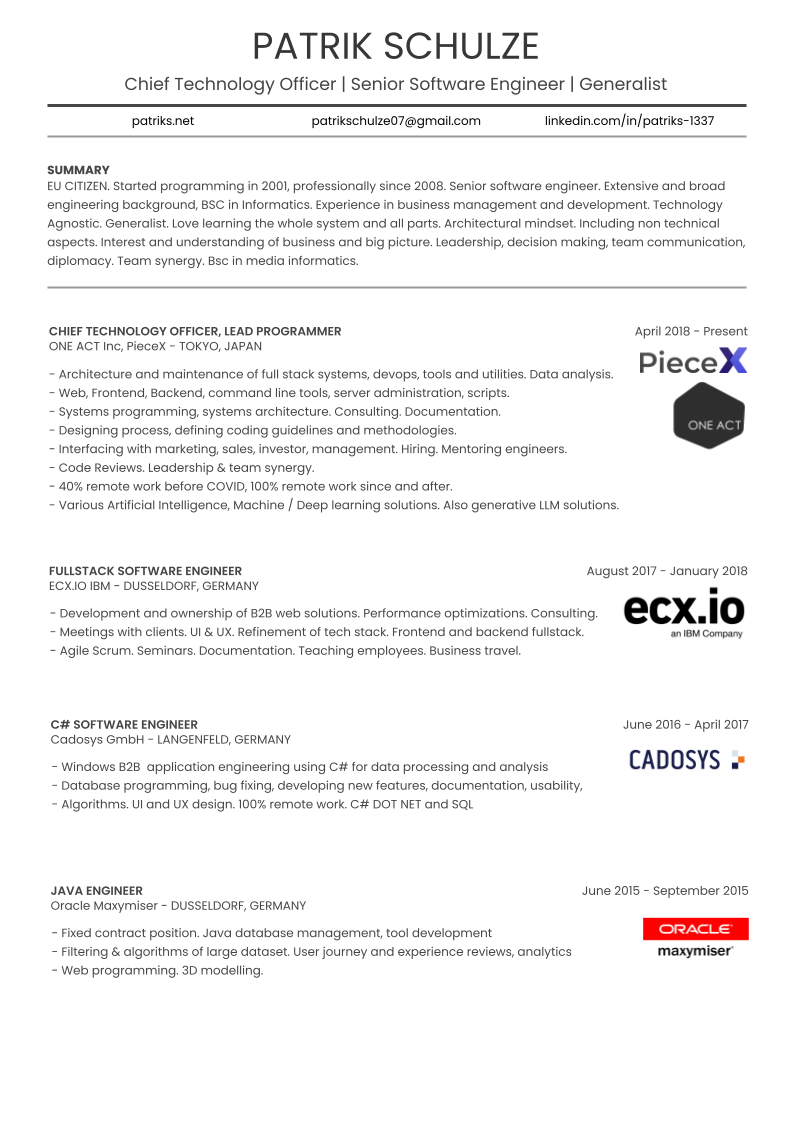 PATRIK SCHULZE
Chief Technology Officer | Senior Software Engineer | Generalist
patriks.net patrikschulze07@gmail.com linkedin.com/in/patriks-1337
SUMMARY
EU CITIZEN. Started programming in 2001, professionally since 2008. Senior software engineer. Extensive and broad
engineering background, BSC in Informatics. Experience in business management and development. Technology
Agnostic. Generalist. Love learning the whole system and all parts. Architectural mindset. Including non technical
aspects. Interest and understanding of business and big picture. Leadership, decision making, team communication,
diplomacy. Team synergy. Bsc in media informatics.
CHIEF TECHNOLOGY OFFICER, LEAD PROGRAMMER April 2018 - Present
ONE ACT Inc, PieceX - TOKYO, JAPAN
PieceX
- Architecture and maintenance of full stack systems, devops, tools and utilities. Data analysis.
- Web, Frontend, Backend, command line tools, server administration, scripts.
- Systems programming, systems architecture. Consulting. Documentation.
ONE ACT
- Designing process, defining coding guidelines and methodologies.
- Interfacing with marketing, sales, investor, management. Hiring. Mentoring engineers.
- Code Reviews. Leadership & team synergy.
- 40% remote work before COVID, 100% remote work since and after.
- Various Artificial Intelligence, Machine / Deep learning solutions. Also generative LLM solutions.
FULLSTACK SOFTWARE ENGINEER August 2017 - January 2018
ECX.IO IBM - DUSSELDORF, GERMANY
ecx.io
an IBM Company
- Development and ownership of B2B web solutions. Performance optimizations. Consulting.
- Meetings with clients. UI & UX. Refinement of tech stack. Frontend and backend fullstack.
- Agile Scrum. Seminars. Documentation. Teaching employees. Business travel.
C# SOFTWARE ENGINEER June 2016 - April 2017
Cadosys GmbH - LANGENFELD, GERMANY
CADOSYS
- Windows B2B application engineering using C# for data processing and analysis
- Database programming, bug fixing, developing new features, documentation, usability,
- Algorithms. UI and UX design. 100% remote work. C# DOT NET and SQL
JAVA ENGINEER June 2015 - September 2015
Oracle Maxymiser - DUSSELDORF, GERMANY
ORACLE
maxymiser
- Fixed contract position. Java database management, tool development
- Filtering & algorithms of large dataset. User journey and experience reviews, analytics
- Web programming. 3D modelling.